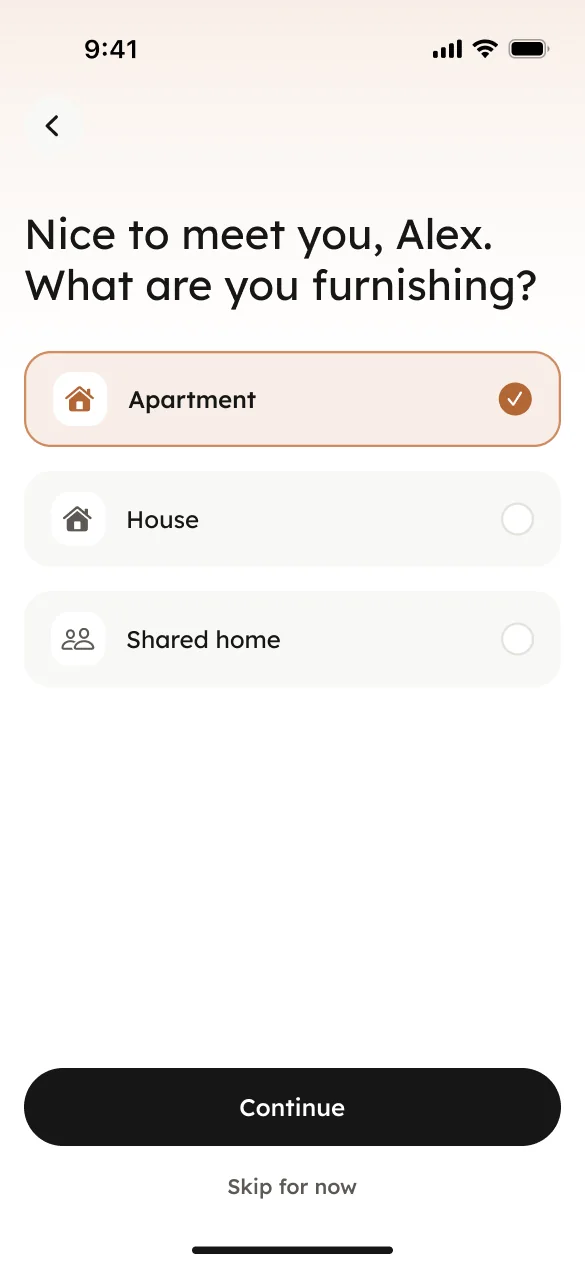 9:41
Nice to meet you, Alex.
What are you furnishing?
Apartment
House
Shared home
Continue
Skip for now